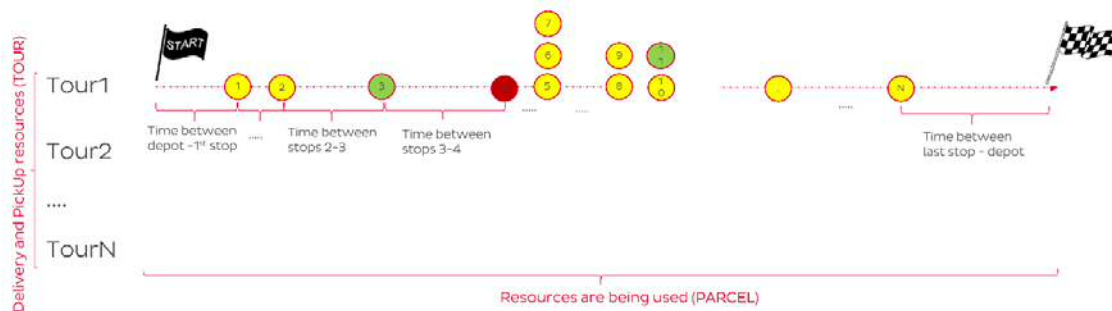 START
7
6
9
1
1
Tour1
1
2
3
5
8
1
0
N
Time between
depot -1st stop
.....
Time between
stops 2-3
Time between
stops 3-4
.....
.....
.....
Time between
last stop - depot
Tour2
....
TourN
Delivery and PickUp resources (TOUR)
Resources are being used (PARCEL)